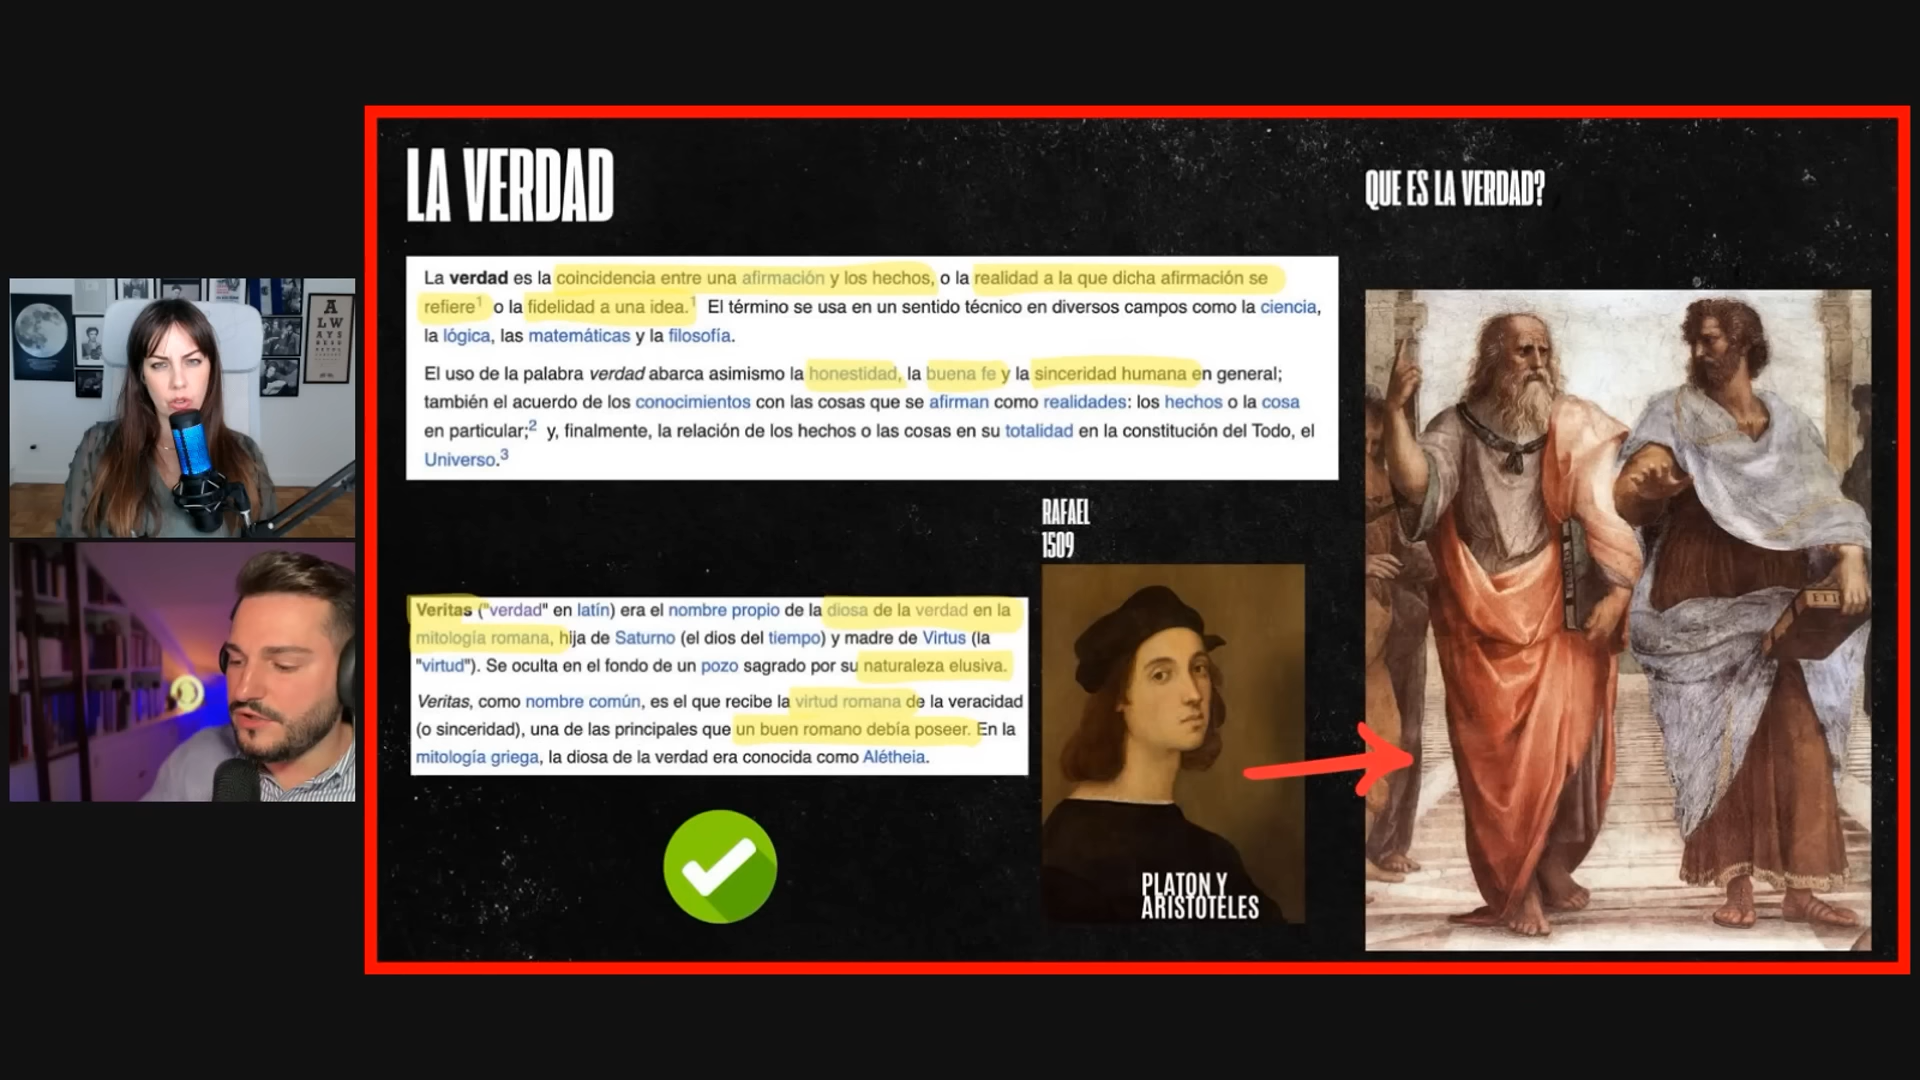 LA VERDAD
QUE ES LA VERDAD?
La verdad es la coincidencia entre una afirmación y los hechos, o la realidad a la que dicha afirmación se
refiere¹ o la fidelidad a una idea.¹ El término se usa en un sentido técnico en diversos campos como la ciencia,
la lógica, las matemáticas y la filosofía.
El uso de la palabra verdad abarca asimismo la honestidad, la buena fe y la sinceridad humana en general;
también el acuerdo de los conocimientos con las cosas que se afirman como realidades: los hechos o la cosa
en particular;² y, finalmente, la relación de los hechos o las cosas en su totalidad en la constitución del Todo, el
Universo.³
RAFAEL
1509
Veritas ("verdad" en latín) era el nombre propio de la diosa de la verdad en la
mitología romana, hija de Saturno (el dios del tiempo) y madre de Virtus (la
"virtud"). Se oculta en el fondo de un pozo sagrado por su naturaleza elusiva.
Veritas, como nombre común, es el que recibe la virtud romana de la veracidad
(o sinceridad), una de las principales que un buen romano debía poseer. En la
mitología griega, la diosa de la verdad era conocida como Alétheia.
PLATON Y
ARISTOTELES
A
L W